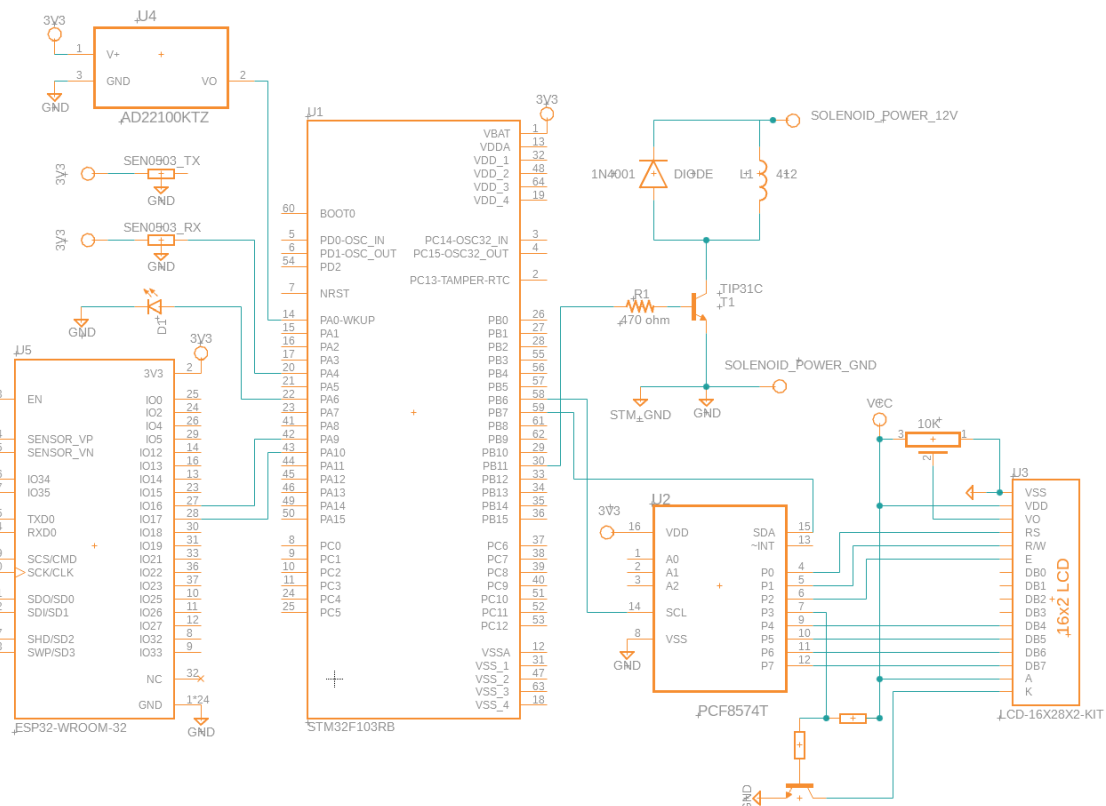 U4
3V3
1 V+
3 GND VO 2
GND
AD22100KTZ
SEN0503_TX
3V3
GND
SEN0503_RX
3V3
GND
GND
D1
U5
3V3
3V3 2
EN
IO0 25
IO2 24
IO4 26
SENSOR_VP IO5 29
SENSOR_VN IO12 14
IO13 16
IO34 IO14 13
IO35 IO15 23
IO16 27
TXD0 IO17 28
RXD0 IO18 30
IO19 31
SCS/CMD IO21 33
SCK/CLK IO22 36
IO23 37
SDO/SD0 IO25 10
SDI/SD1 IO26 11
IO27 12
SHD/SD2 IO32 8
SWP/SD3 IO33 9
NC 32
GND 1*24
GND
ESP32-WROOM-32
U1
3V3
VBAT 1
VDDA 13
VDD_1 32
VDD_2 48
VDD_3 64
VDD_4 19
60 BOOT0
5 PD0-OSC_IN PC14-OSC32_IN 3
6 PD1-OSC_OUT PC15-OSC32_OUT 4
54 PD2
PC13-TAMPER-RTC 2
7 NRST
14 PA0-WKUP PB0 26
15 PA1 PB1 27
16 PA2 PB2 28
17 PA3 PB3 55
20 PA4 PB4 56
21 PA5 PB5 57
22 PA6 PB6 58
23 PA7 PB7 59
41 PA8 PB8 61
42 PA9 PB9 62
43 PA10 PB10 29
44 PA11 PB11 30
45 PA12 PB12 33
46 PA13 PB13 34
49 PA14 PB14 35
50 PA15 PB15 36
8 PC0 PC6 37
9 PC1 PC7 38
10 PC2 PC8 39
11 PC3 PC9 40
24 PC4 PC10 51
25 PC5 PC11 52
PC12 53
VSSA 12
VSS_1 31
VSS_2 47
VSS_3 63
VSS_4 18
STM32F103RB
SOLENOID_POWER_12V
1N4001 DIODE L1 412
R1
470 ohm
TIP31C
T1
SOLENOID_POWER_GND
STM_GND GND
U2
3V3
16 VDD SDA 15
~INT 13
1 A0
2 A1 P0 4
3 A2 P1 5
P2 6
14 SCL P3 7
P4 9
8 VSS P5 10
P6 11
P7 12
GND
PCF8574T
GND
VCC
10K
3 1
2
U3
VSS
VDD
VO
RS
R/W
E
DB0
DB1
DB2
DB3
DB4
DB5
DB6
DB7
A
K
16x2 LCD
LCD-16X28X2-KIT